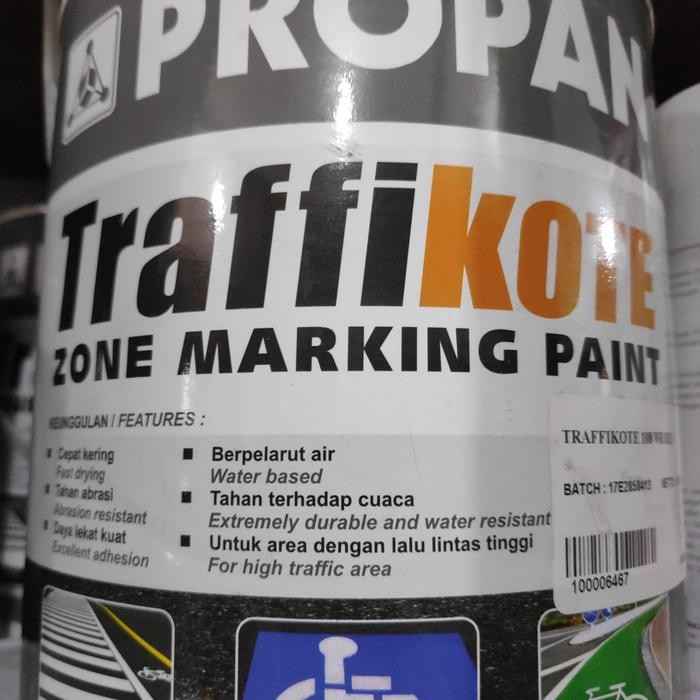 PROPAN
TraffikOTE
ZONE MARKING PAINT
KEUNGGULAN / FEATURES :
Cepat kering
Fast drying
Tahan abrasi
Abrasion resistant
Daya lekat kuat
Excellent adhesion
Berpelarut air
Water based
Tahan terhadap cuaca
Extremely durable and water resistant
Untuk area dengan lalu lintas tinggi
For high traffic area
TRAFFIKOTE
BATCH :
100006467